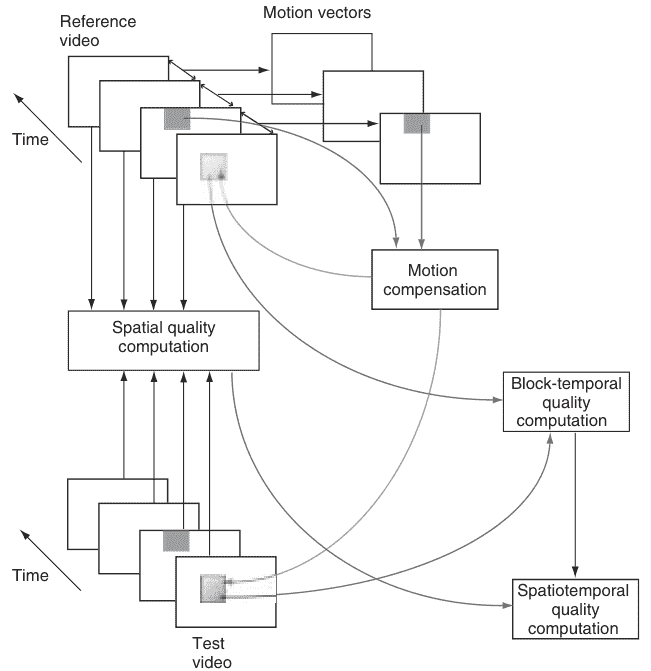 Reference
video
Motion vectors
Time
Motion
compensation
Spatial quality
computation
Block-temporal
quality
computation
Time
Spatiotemporal
quality
computation
Test
video